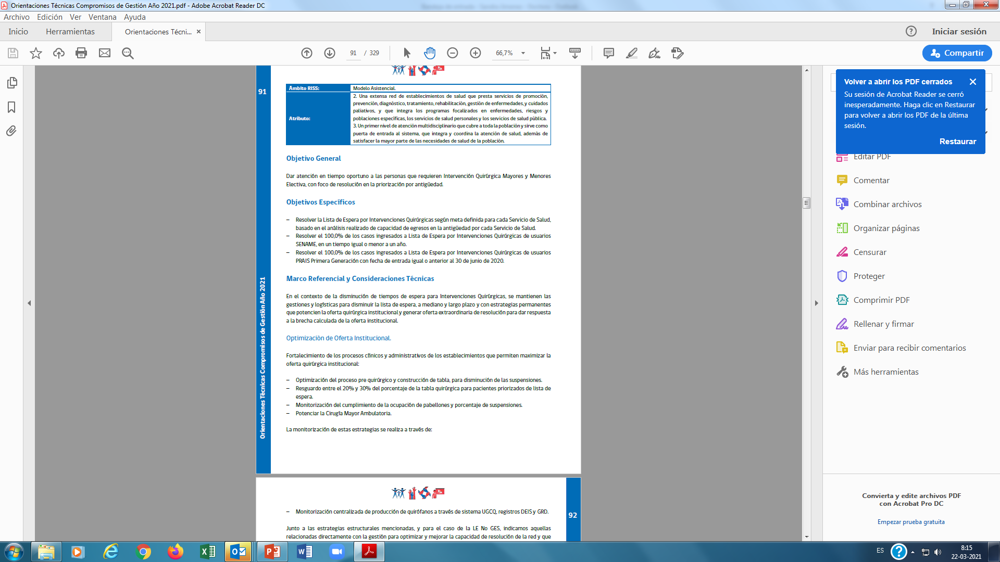 Orientaciones Técnicas Compromisos de Gestión Año 2021.pdf - Adobe Acrobat Reader DC
Archivo Edición Ver Ventana Ayuda
Inicio Herramientas Orientaciones Técni... Iniciar sesión
91 / 329 66,7% Compartir
91
Ámbito RISS: Modelo Asistencial.
Atributo:
2. Una extensa red de establecimientos de salud que presta servicios de promoción,
prevención, diagnóstico, tratamiento, rehabilitación, gestión de enfermedades, y cuidados
paliativos, y que integra los programas focalizados en enfermedades, riesgos y
poblaciones específicas, los servicios de salud personales y los servicios de salud pública.
3. Un primer nivel de atención multidisciplinario que cubre a toda la población y sirve como
puerta de entrada al sistema, que integra y coordina la atención de salud, además de
satisfacer la mayor parte de las necesidades de salud de la población.
Objetivo General
Dar atención en tiempo oportuno a las personas que requieren Intervención Quirúrgica Mayores y Menores
Electiva, con foco de resolución en la priorización por antigüedad.
Objetivos Específicos
– Resolver la Lista de Espera por Intervenciones Quirúrgicas según meta definida para cada Servicio de Salud,
basado en el análisis realizado de capacidad de egresos en la antigüedad por cada Servicio de Salud.
– Resolver el 100,0% de los casos ingresados a Lista de Espera por Intervenciones Quirúrgicas de usuarios
SENAME, en un tiempo igual o menor a un año.
– Resolver el 100,0% de los casos ingresados a Lista de Espera por Intervenciones Quirúrgicas de usuarios
PRAIS Primera Generación con fecha de entrada igual o anterior al 30 de junio de 2020.
Marco Referencial y Consideraciones Técnicas
En el contexto de la disminución de tiempos de espera para Intervenciones Quirúrgicas, se mantienen las
gestiones y logísticas para disminuir la lista de espera, a mediano y largo plazo y con estrategias permanentes
que potencien la oferta quirúrgica institucional y generar oferta extraordinaria de resolución para dar respuesta
a la brecha calculada de la oferta institucional.
Optimización de Oferta Institucional.
Fortalecimiento de los procesos clínicos y administrativos de los establecimientos que permiten maximizar la
oferta quirúrgica institucional:
– Optimización del proceso pre quirúrgico y construcción de tabla, para disminución de las suspensiones.
– Resguardo entre el 20% y 30% del porcentaje de la tabla quirúrgica para pacientes priorizados de lista de
espera.
– Monitorización del cumplimiento de la ocupación de pabellones y porcentaje de suspensiones.
– Potenciar la Cirugía Mayor Ambulatoria.
La monitorización de estas estrategias se realiza a través de:
Orientaciones Técnicas Compromisos de Gestión Año 2021
92
– Monitorización centralizada de producción de quirófanos a través de sistema UGCQ, registros DEIS y GRD.
Junto a las estrategias estructurales mencionadas, y para el caso de la LE No GES, indicamos aquellas
relacionadas directamente con la gestión para optimizar y mejorar la capacidad de resolución de la red y que
Volver a abrir los PDF cerrados
Su sesión de Acrobat Reader se cerró
inesperadamente. Haga clic en Restaurar
para volver a abrir los PDF de la última
sesión.
Restaurar
Editar PDF
Comentar
Combinar archivos
Organizar páginas
Censurar
Proteger
Comprimir PDF
Rellenar y firmar
Enviar para recibir comentarios
Más herramientas
Convierta y edite archivos PDF
con Acrobat Pro DC
Empezar prueba gratuita
ES
8:15
22-03-2021